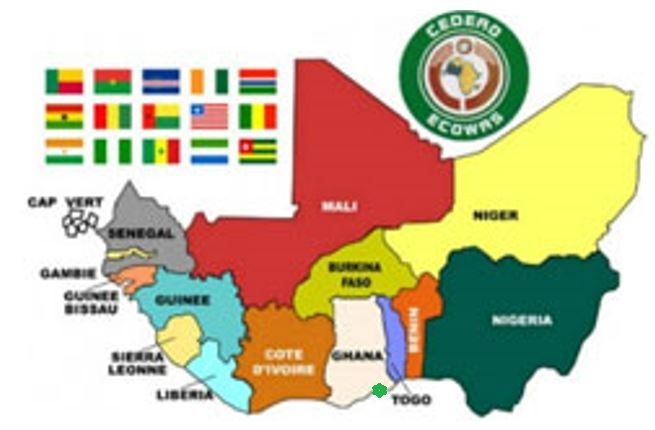 CEDEAO
ECOWAS
MALI
NIGER
CAP VERT
SENEGAL
GAMBIE
GUINEE
BISSAU
GUINEE
BURKINA
FASO
NIGERIA
BENIN
GHANA
COTE
D'IVOIRE
SIERRA
LEONNE
LIBERIA
TOGO